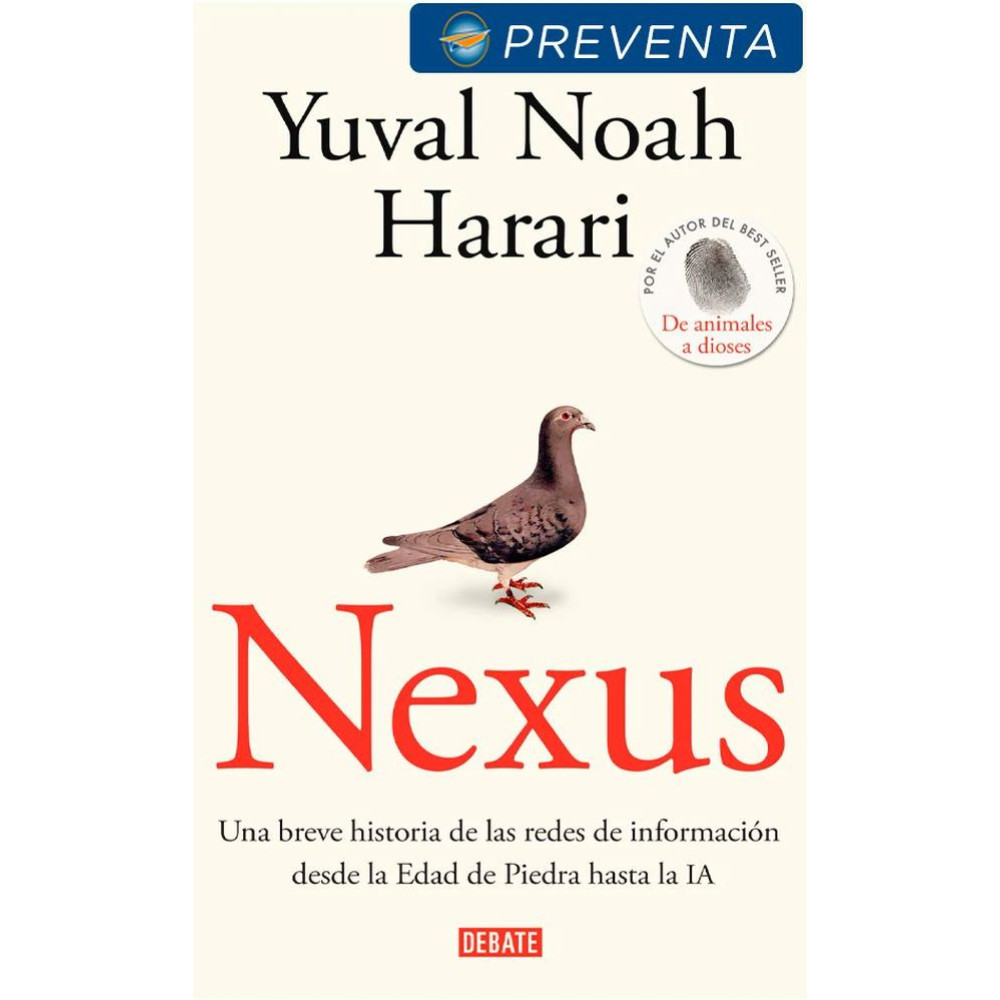 PREVENTA
Yuval Noah
Harari
POR EL AUTOR DEL BEST SELLER
De animales
a dioses
Nexus
Una breve historia de las redes de información
desde la Edad de Piedra hasta la IA
DEBATE